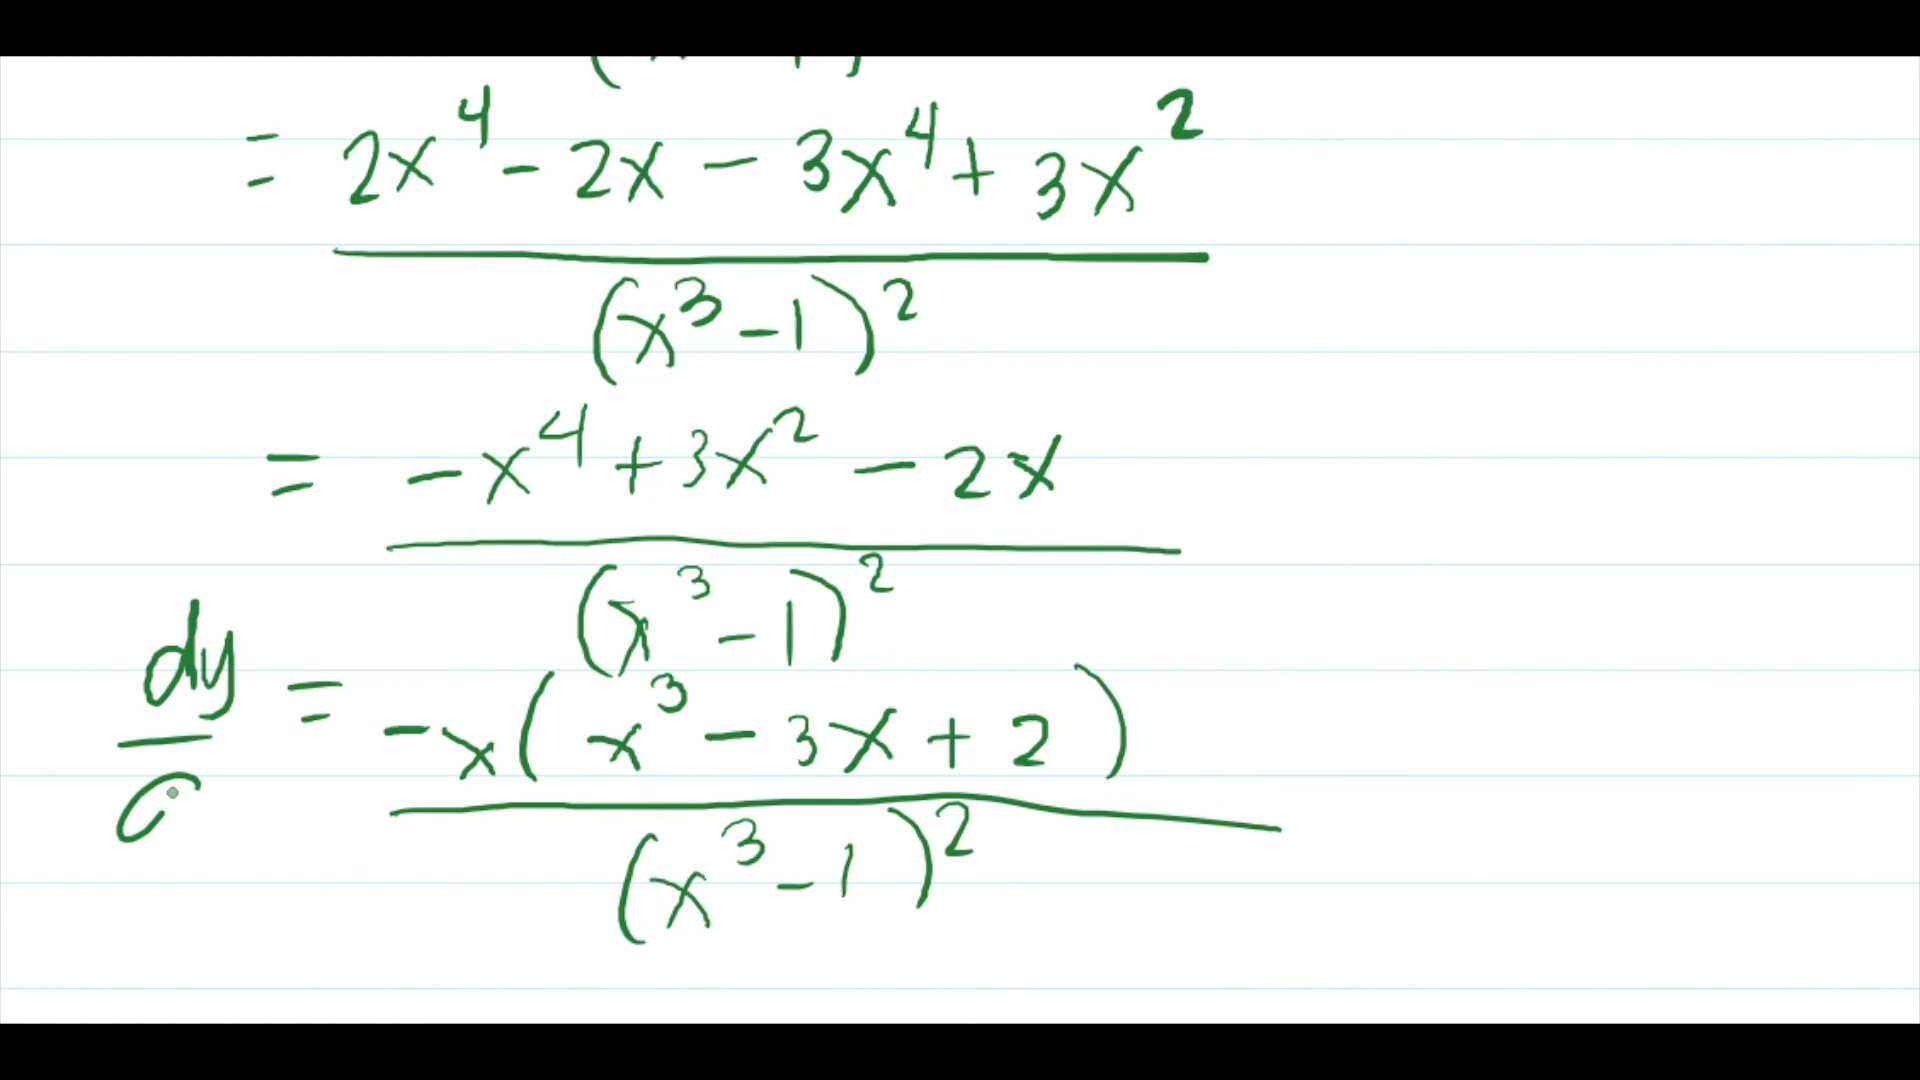 = 2x⁴ - 2x - 3x⁴ + 3x²
(x³ - 1)²
= -x⁴ + 3x² - 2x
(x³ - 1)²
dy = -x(x³ - 3x + 2)
(x³ - 1)²